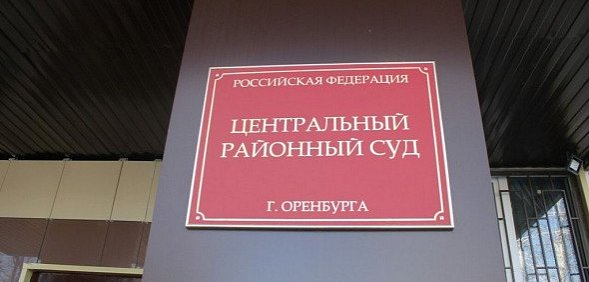 РОССИЙСКАЯ ФЕДЕРАЦИЯ
ЦЕНТРАЛЬНЫЙ
РАЙОННЫЙ СУД
Г. ОРЕНБУРГА